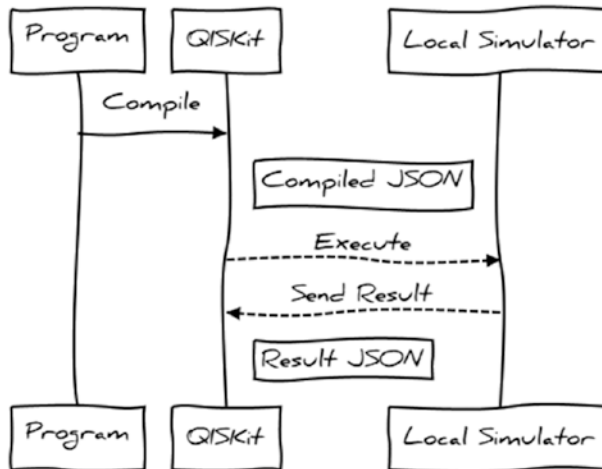 Program
QISKit
Local Simulator
Compile
Compiled JSON
Execute
Send Result
Result JSON
Program
QISKit
Local Simulator